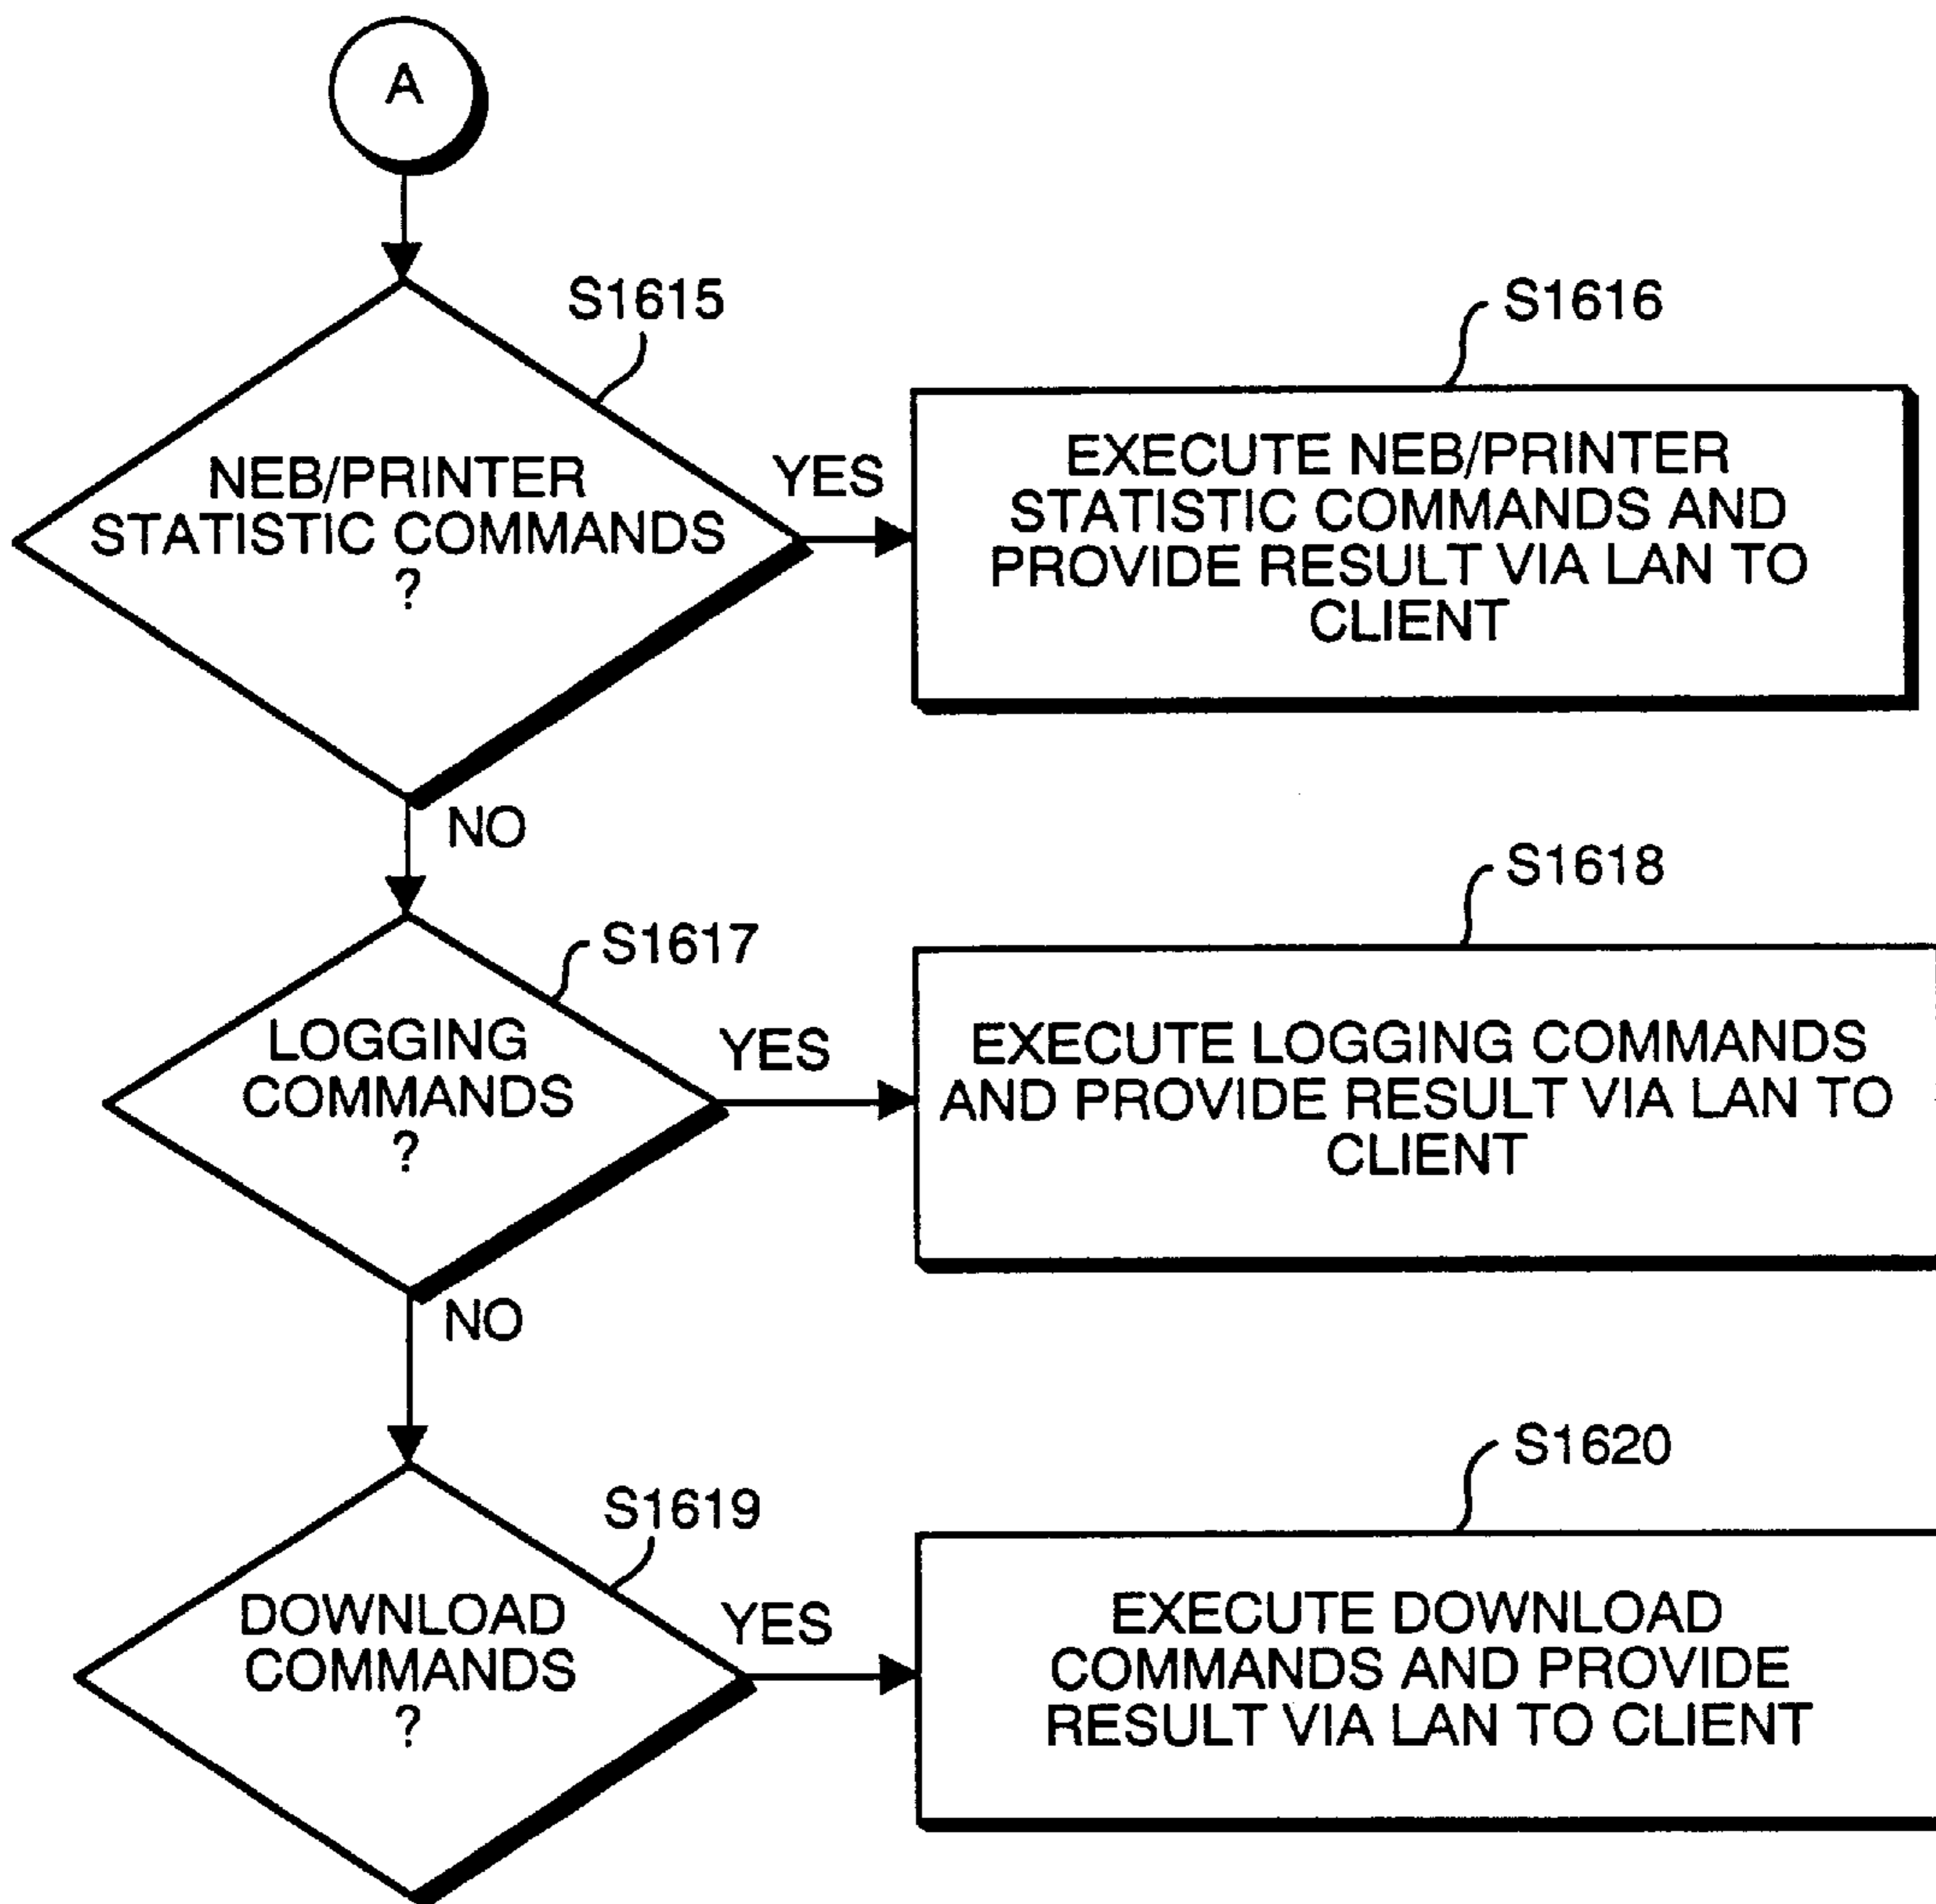 A
S1615
NEB/PRINTER
STATISTIC COMMANDS
?
YES
S1616
EXECUTE NEB/PRINTER
STATISTIC COMMANDS AND
PROVIDE RESULT VIA LAN TO
CLIENT
NO
S1617
LOGGING
COMMANDS
?
YES
S1618
EXECUTE LOGGING COMMANDS
AND PROVIDE RESULT VIA LAN TO
CLIENT
NO
S1619
DOWNLOAD
COMMANDS
?
YES
S1620
EXECUTE DOWNLOAD
COMMANDS AND PROVIDE
RESULT VIA LAN TO CLIENT